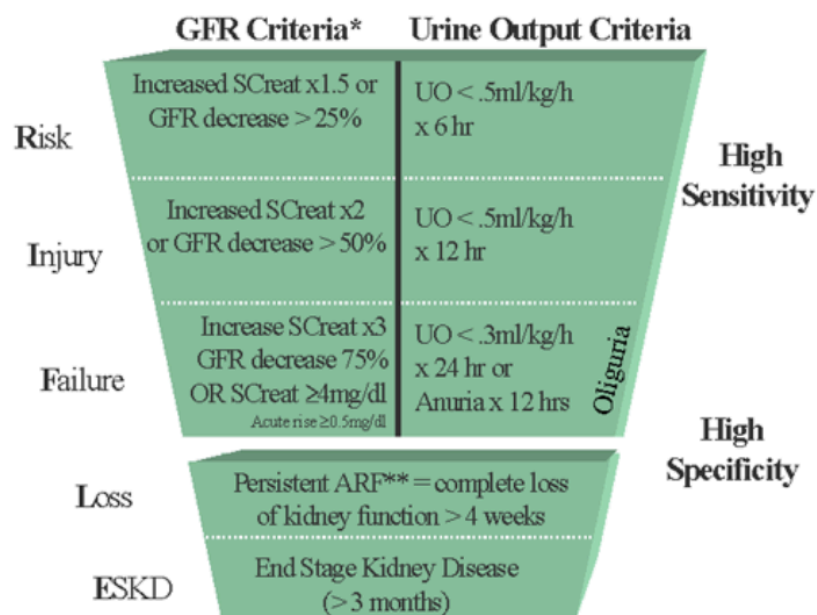 GFR Criteria* Urine Output Criteria
Risk
Increased SCreat x1.5 or
GFR decrease > 25%
UO < .5ml/kg/h
x 6 hr
High
Sensitivity
Injury
Increased SCreat x2
or GFR decrease > 50%
UO < .5ml/kg/h
x 12 hr
Failure
Increase SCreat x3
GFR decrease 75%
OR SCreat ≥4mg/dl
Acute rise ≥0.5mg/dl
UO < .3ml/kg/h
x 24 hr or
Anuria x 12 hrs
Oliguria
High
Specificity
Loss
Persistent ARF** = complete loss
of kidney function > 4 weeks
ESKD
End Stage Kidney Disease
(> 3 months)